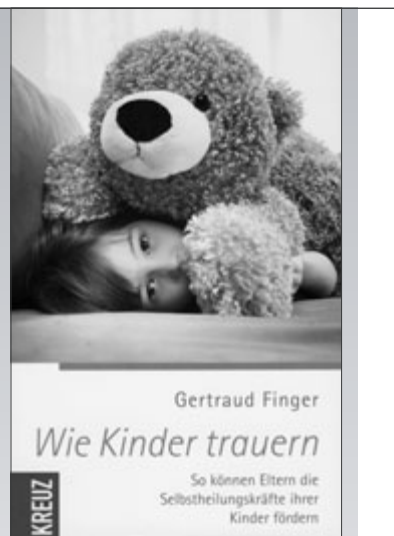 Gertraud Finger
Wie Kinder trauern
So können Eltern die
Selbstheilungskräfte ihrer
Kinder fördern
KREUZ